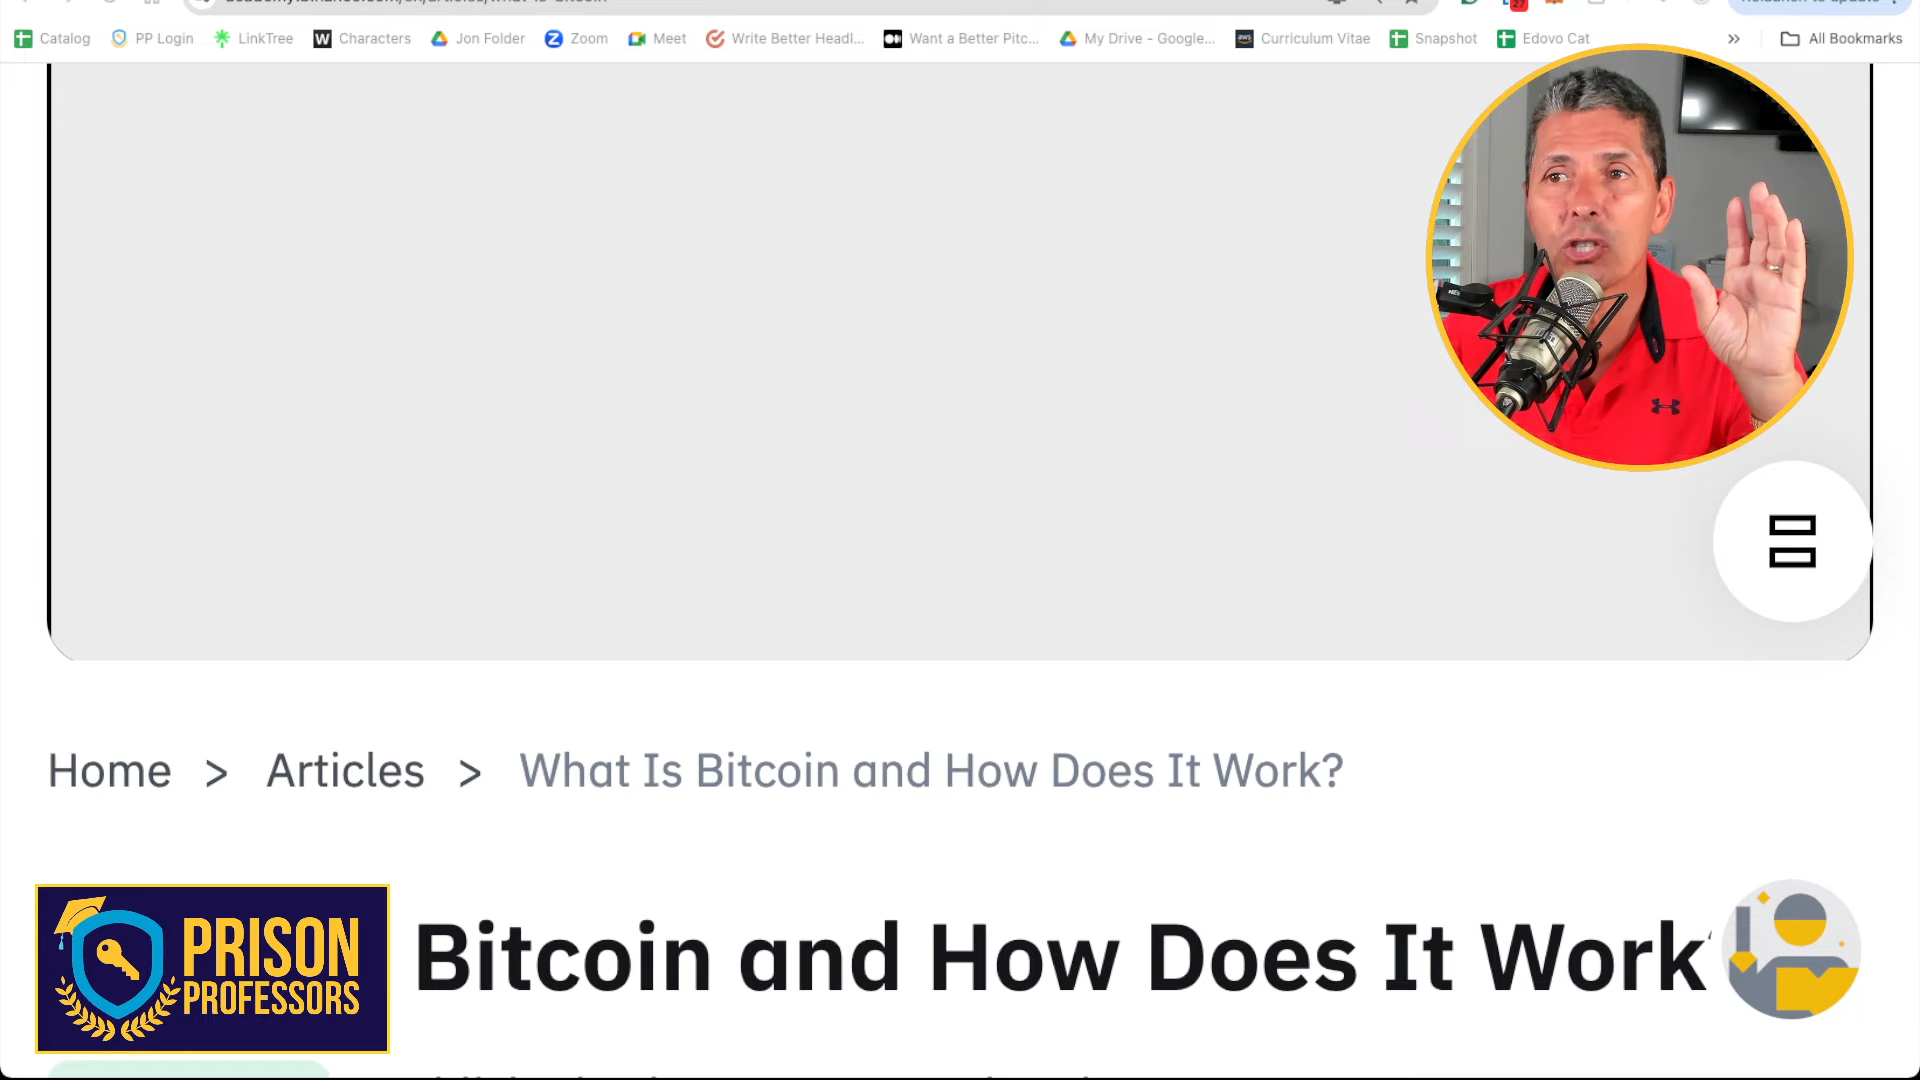 Catalog PP Login LinkTree W Characters Jon Folder Z Zoom Meet Write Better Headl... Want a Better Pitc... My Drive - Google... aws Curriculum Vitae Snapshot Edovo Cat » All Bookmarks
27
Home > Articles > What Is Bitcoin and How Does It Work?
PRISON
PROFESSORS
Bitcoin and How Does It Work